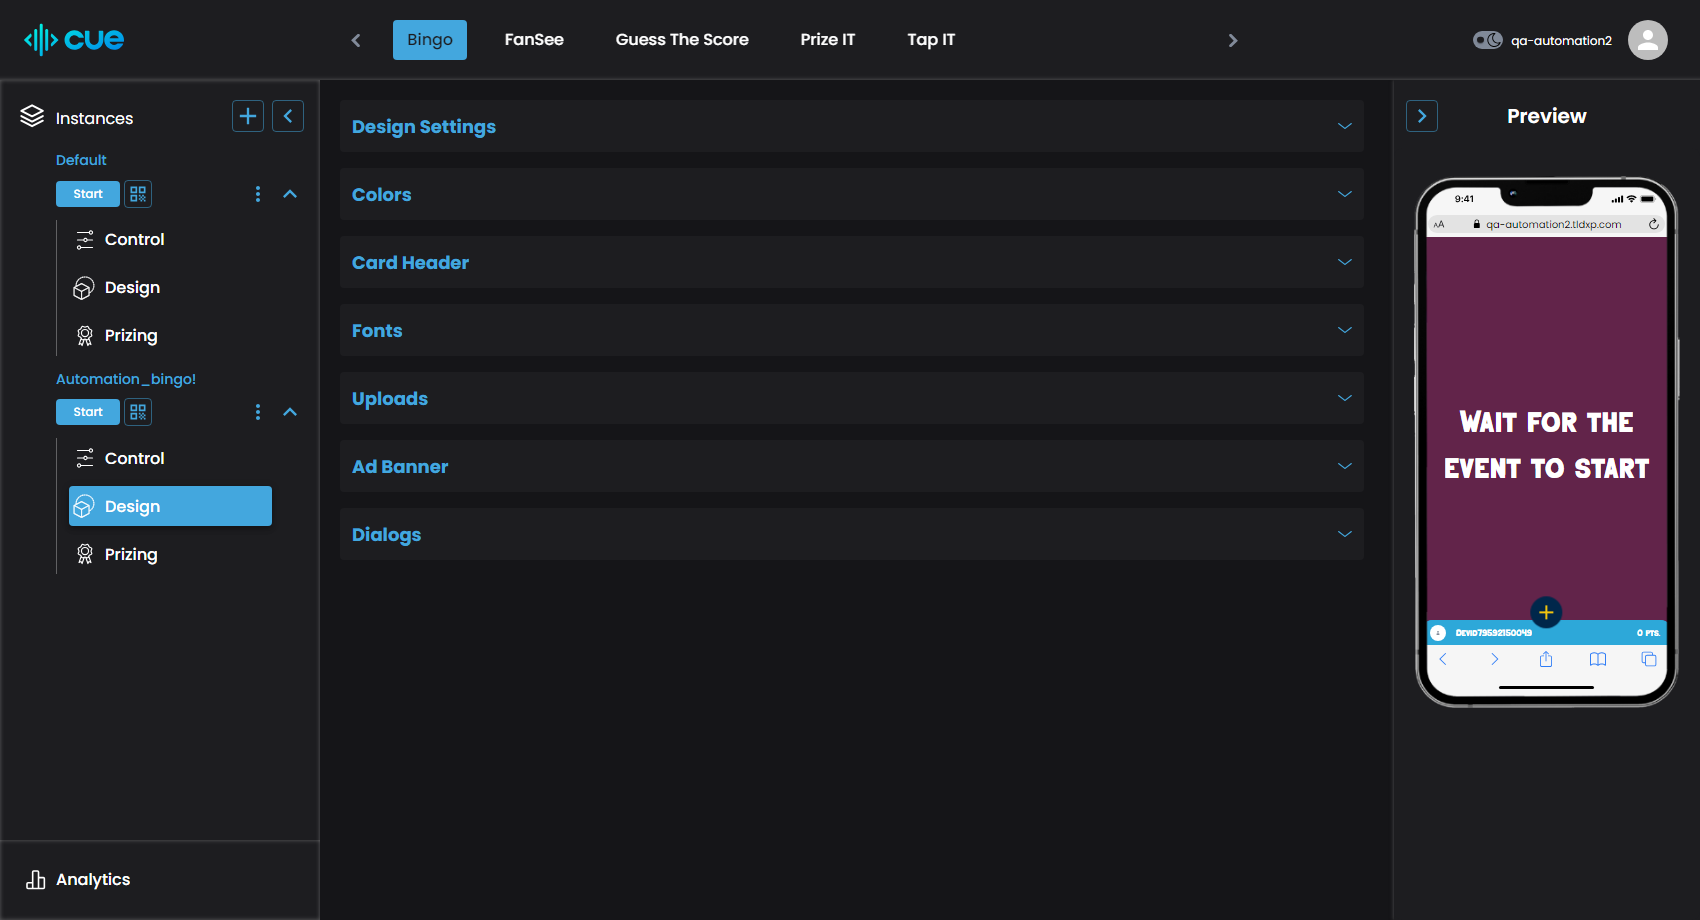 cue
Bingo
FanSee
Guess The Score
Prize IT
Tap IT
qa-automation2
Instances
Default
Start
Control
Design
Prizing
Automation_bingo!
Start
Control
Design
Prizing
Analytics
Design Settings
Colors
Card Header
Fonts
Uploads
Ad Banner
Dialogs
Preview
9:41
AA qa-automation2.tldxp.com
WAIT FOR THE
EVENT TO START
0 PTS.